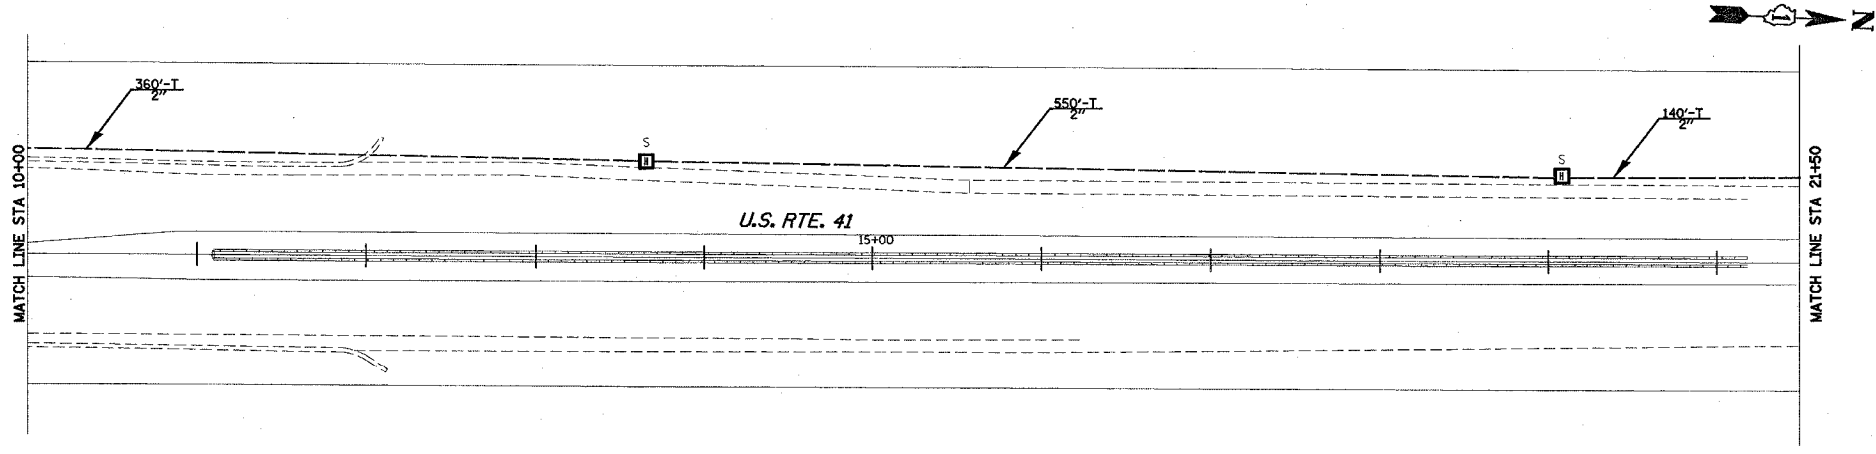 N
360'-T
2"
550'-T
2"
140'-T
2"
S
H
S
H
MATCH LINE STA 10+00
U.S. RTE. 41
15+00
MATCH LINE STA 21+50